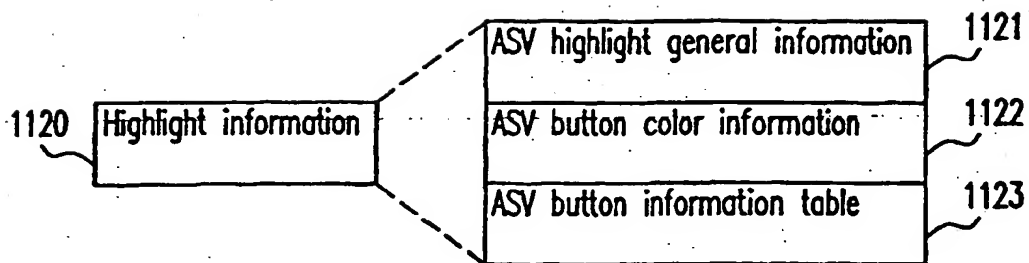 ASV highlight general information 1121
1120 Highlight information ASV button color information 1122
ASV button information table 1123